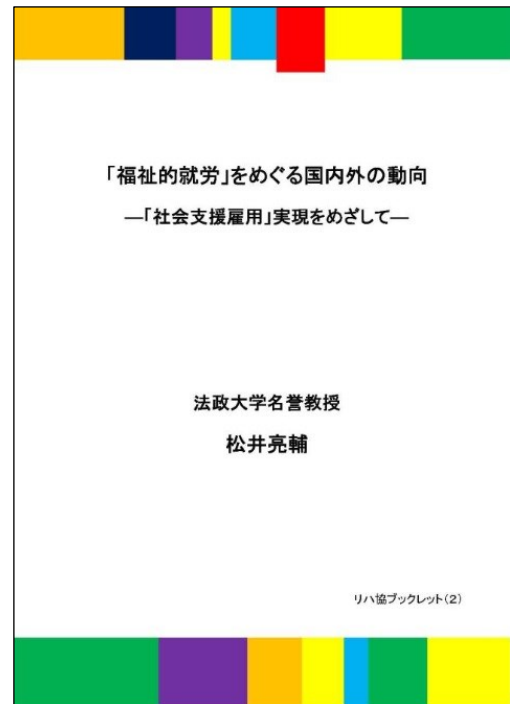 「福祉的就労」をめぐる国内外の動向
―「社会支援雇用」実現をめざして―
法政大学名誉教授
松井亮輔
リハ協ブックレット(2)